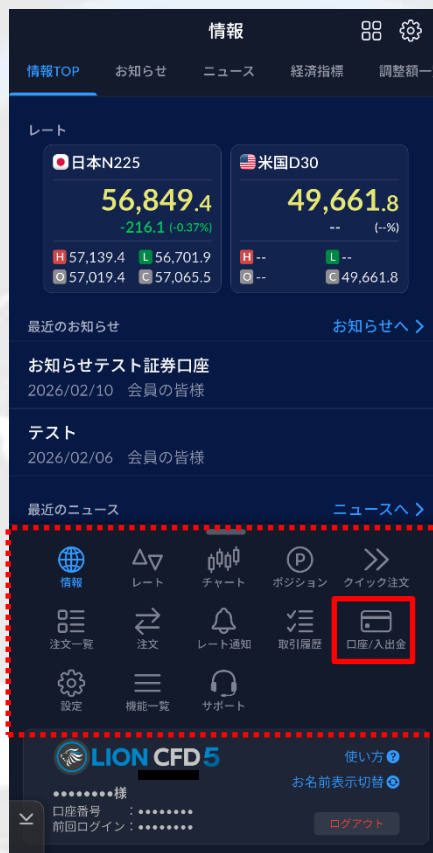 情報
情報TOP お知らせ ニュース 経済指標 調整額一
レート
日本N225 米国D30
56,849.4 49,661.8
-216.1 (-0.37%) -- (--%)
H 57,139.4 L 56,701.9 H -- L --
O 57,019.4 C 57,065.5 O -- C 49,661.8
最近のお知らせ お知らせへ >
お知らせテスト証券口座
2026/02/10 会員の皆様
テスト
2026/02/06 会員の皆様
最近のニュース ニュースへ >
情報 レート チャート ポジション クイック注文
注文一覧 注文 レート通知 取引履歴 口座/入出金
設定 機能一覧 サポート
LION CFD 5 使い方 ?
お名前表示切替
••••••••様
口座番号 :••••••••
前回ログイン:•••••••• ログアウト